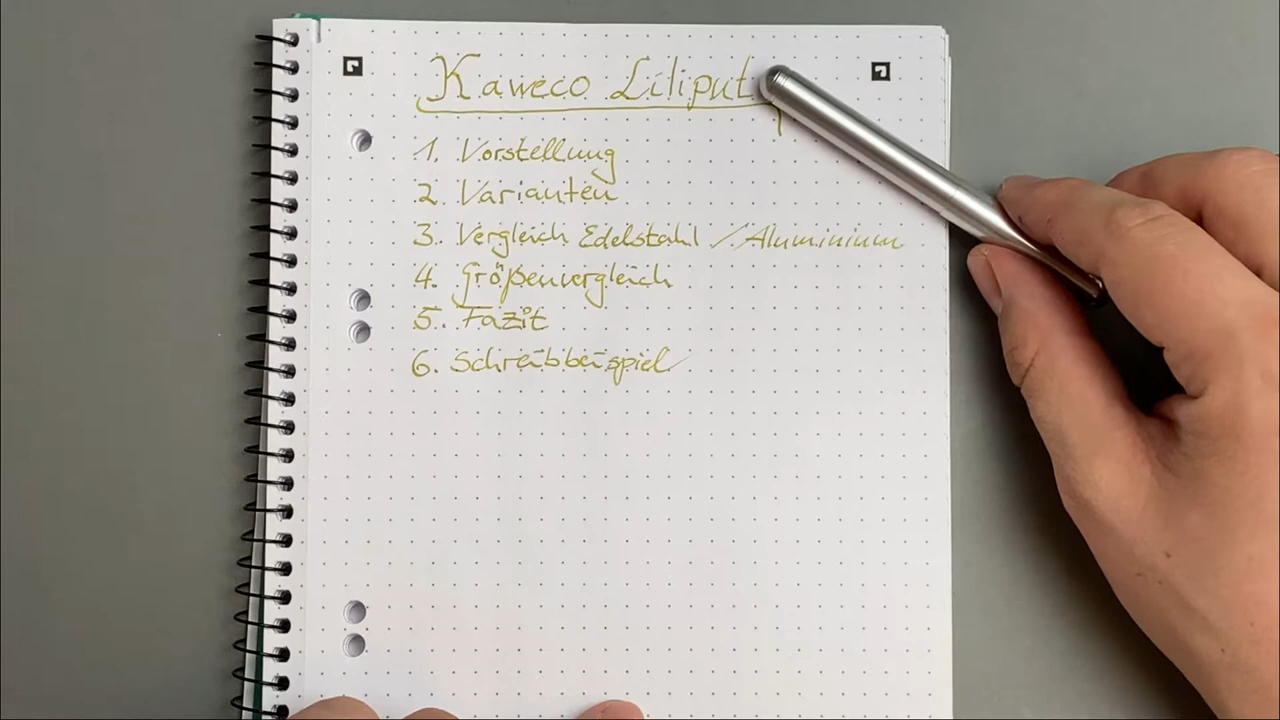 Kaweco Liliput
1. Vorstellung
2. Varianten
3. Vergleich Edelstahl / Aluminium
4. Größenvergleich
5. Fazit
6. Schreibbeispiel